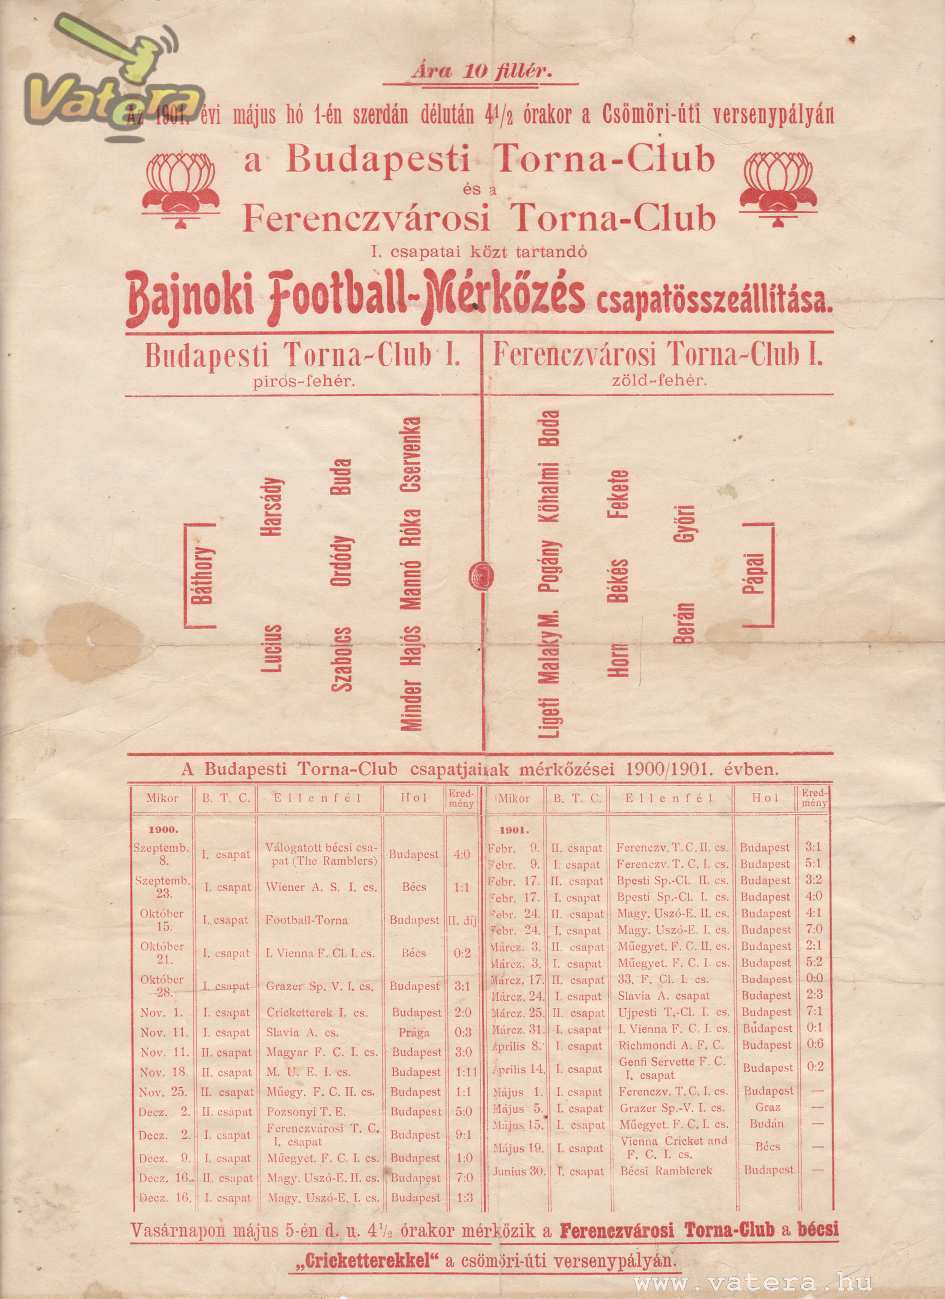 Vatera
Ára 10 fillér.
Az 1901. évi május hó 1-én szerdán délután 4½ órakor a Csömöri-úti versenypályán
a Budapesti Torna-Club
és a
Ferenczvárosi Torna-Club
I. csapatai közt tartandó
Bajnoki Football-Mérkőzés csapatösszeállítása.
Budapesti Torna-Club I.
piros-fehér.
Ferenczvárosi Torna-Club I.
zöld-fehér.
Báthory
Lucius Harsády
Szabolcs Ordódy Buda
Minder Hajós Mannó Róka Cservenka
Ligeti Malaky M. Pogány Kőhalmi Boda
Horn Békés Fekete
Berán Győri
Pápai
A Budapesti Torna-Club csapatjainak mérkőzései 1900/1901. évben.
Mikor B. T. C. Ellenfél Hol Ered-mény
1900.
Szeptemb. 8. I. csapat Válogatott bécsi csa-pat (The Ramblers) Budapest 4:0
Szeptemb. 23. I. csapat Wiener A. S. I. cs. Bécs 1:1
Október 15. I. csapat Football-Torna Budapest II. díj
Október 21. I. csapat I. Vienna F. Cl. I. cs. Bécs 0:2
Október 28. I. csapat Grazer Sp. V. I. cs. Budapest 3:1
Nov. 1. I. csapat Cricketterek I. cs. Budapest 2:0
Nov. 11. I. csapat Slavia A. cs. Prága 0:3
Nov. 11. II. csapat Magyar F. C. I. cs. Budapest 3:0
Nov. 18. II. csapat M. U. E. I. cs. Budapest 1:11
Nov. 25. II. csapat Műegy. F. C. II. cs. Budapest 1:1
Decz. 2. II. csapat Pozsonyi T. E. Budapest 5:0
Decz. 2. I. csapat Ferenczvárosi T. C. I. csapat Budapest 9:1
Decz. 9. I. csapat Műegyet. F. C. I. cs. Budapest 1:0
Decz. 16. II. csapat Magy. Uszó-E. II. cs. Budapest 7:0
Decz. 16. I. csapat Magy. Uszó-E. I. cs. Budapest 1:3
Mikor B. T. C. Ellenfél Hol Ered-mény
1901.
Febr. 9. II. csapat Ferenczv. T. C. II. cs. Budapest 3:1
Febr. 9. I. csapat Ferenczv. T. C. I. cs. Budapest 5:1
Febr. 17. II. csapat Bpesti Sp.-Cl. II. cs. Budapest 3:2
Febr. 17. I. csapat Bpesti Sp.-Cl. I. cs. Budapest 4:0
Febr. 24. II. csapat Magy. Uszó-E. II. cs. Budapest 4:1
Febr. 24. I. csapat Magy. Uszó-E. I. cs. Budapest 7:0
Márcz. 3. II. csapat Műegyet. F. C. II. cs. Budapest 2:1
Márcz. 3. I. csapat Műegyet. F. C. I. cs. Budapest 5:2
Márcz. 17. II. csapat 33. F. Cl. I. cs. Budapest 0:0
Márcz. 24. I. csapat Slavia A. csapat Budapest 2:3
Márcz. 25. II. csapat Ujpesti T.-Cl. I. cs. Budapest 7:1
Márcz. 31. I. csapat I. Vienna F. C. I. cs. Budapest 0:1
Április 8. I. csapat Richmondi A. F. C. Budapest 0:6
Április 14. I. csapat Genfi Servette F. C. I. csapat Budapest 0:2
Május 1. I. csapat Ferenczv. T. C. I. cs. Budapest —
Május 5. I. csapat Grazer Sp.-V. I. cs. Graz —
Május 15. I. csapat Műegyet. F. C. I. cs. Budán —
Május 19. I. csapat Vienna Cricket and F. C. I. cs. Bécs —
Junius 30. I. csapat Bécsi Ramblerek Budapest —
Vasárnapon május 5-én d. u. 4½ órakor mérkőzik a Ferenczvárosi Torna-Club a bécsi
„Cricketterekkel" a csömöri-úti versenypályán.
www.vatera.hu